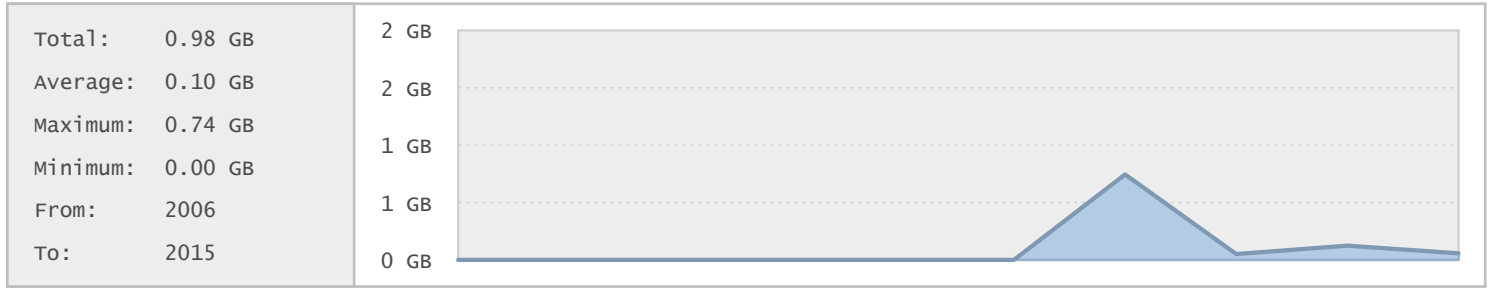 Total: 0.98 GB
Average: 0.10 GB
Maximum: 0.74 GB
Minimum: 0.00 GB
From: 2006
To: 2015
2 GB
2 GB
1 GB
1 GB
0 GB